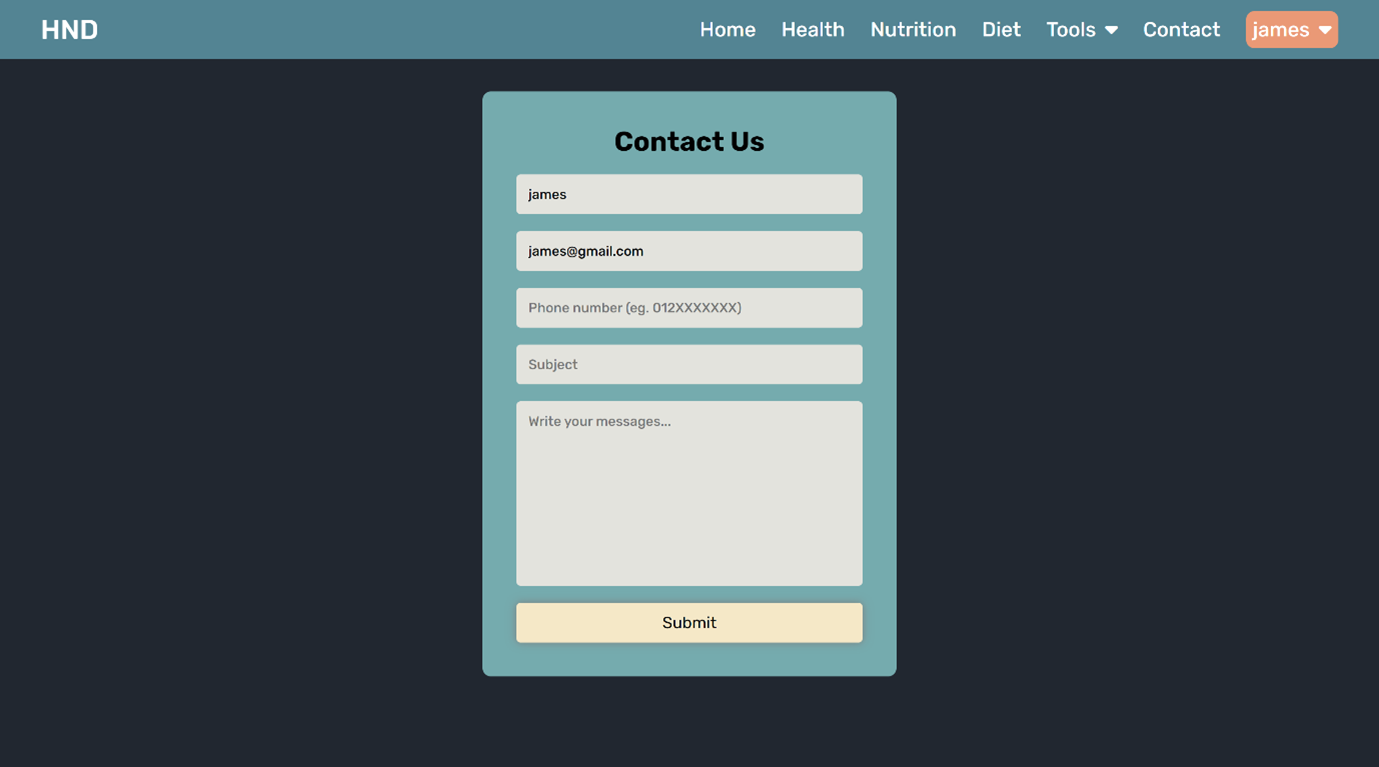 HND
Home Health Nutrition Diet Tools Contact james
Contact Us
james
james@gmail.com
Phone number (eg. 012XXXXXXX)
Subject
Write your messages...
Submit